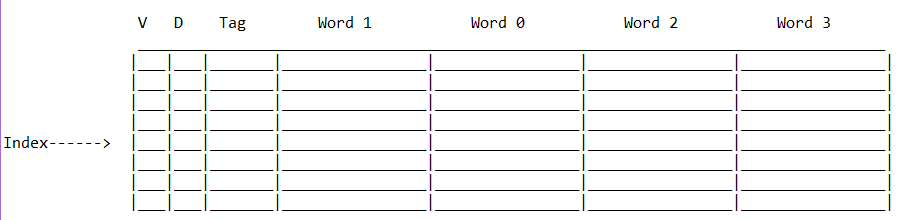 V D Tag Word 1 Word 0 Word 2 Word 3
Index------>